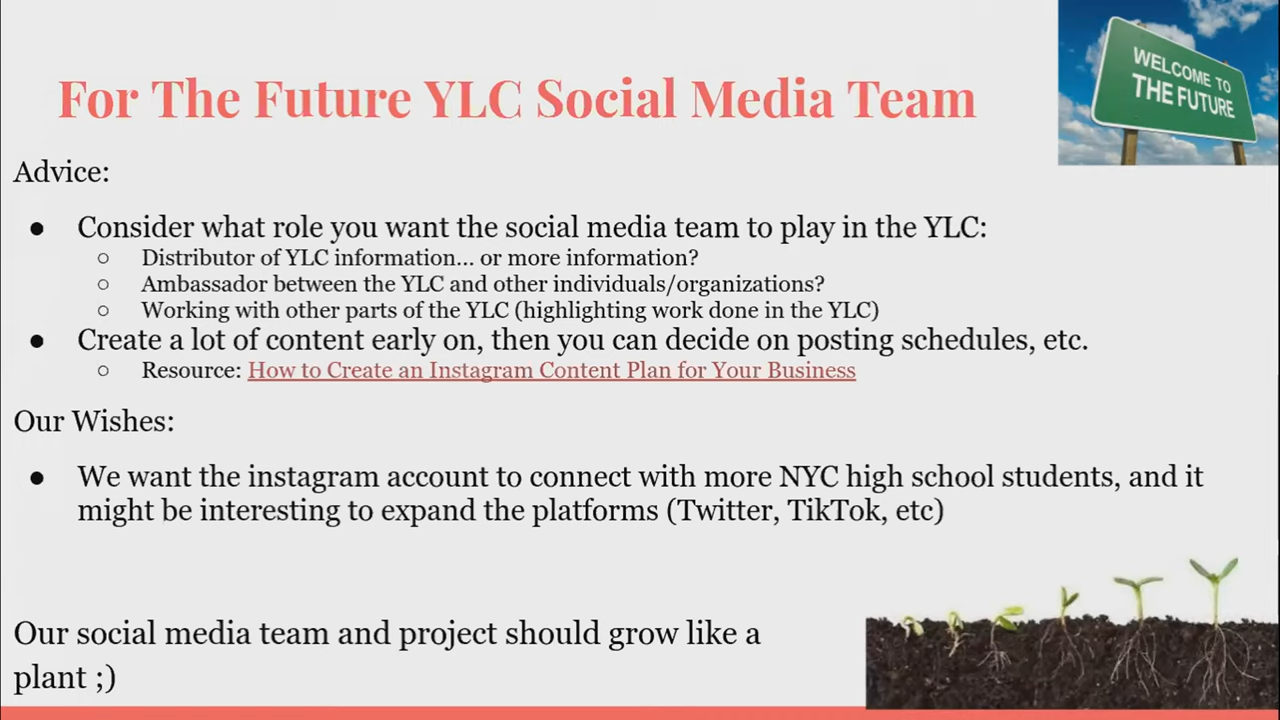 WELCOME TO
THE FUTURE
For The Future YLC Social Media Team
Advice:
● Consider what role you want the social media team to play in the YLC:
○ Distributor of YLC information... or more information?
○ Ambassador between the YLC and other individuals/organizations?
○ Working with other parts of the YLC (highlighting work done in the YLC)
● Create a lot of content early on, then you can decide on posting schedules, etc.
○ Resource: How to Create an Instagram Content Plan for Your Business
Our Wishes:
● We want the instagram account to connect with more NYC high school students, and it
might be interesting to expand the platforms (Twitter, TikTok, etc)
Our social media team and project should grow like a
plant ;)